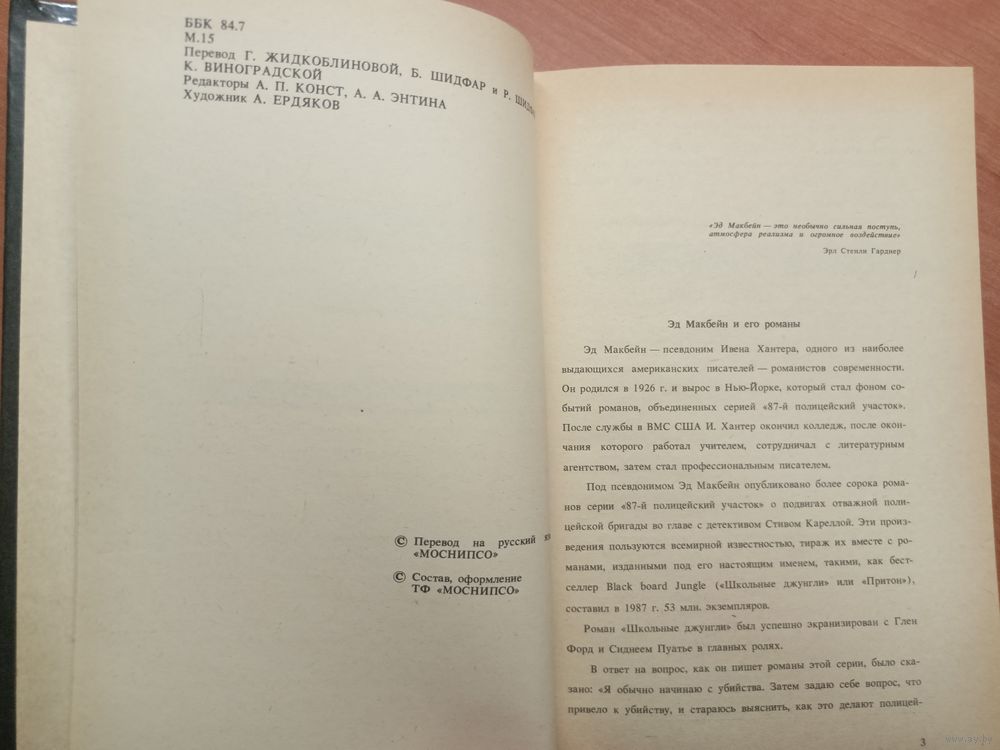 ББК 84.7
М.15
Перевод Г. ЖИДКОБЛИНОВОЙ, Б. ШИДФАР и Р.
К. ВИНОГРАДСКОЙ
Редакторы А. П. КОНСТ, А. А. ЭНТИНА
Художник А. ЕРДЯКОВ
© Перевод на русский
«МОСНИПСО»
© Состав, оформление
ТФ «МОСНИПСО»
«Эд Макбейн — это необычно сильная поступь,
атмосфера реализма и огромное воздействие»
Эрл Стенли Гарднер
Эд Макбейн и его романы
Эд Макбейн — псевдоним Ивена Хантера, одного из наиболее
выдающихся американских писателей — романистов современности.
Он родился в 1926 г. и вырос в Нью-Йорке, который стал фоном со-
бытий романов, объединенных серией «87-й полицейский участок».
После службы в ВМС США И. Хантер окончил колледж, после окон-
чания которого работал учителем, сотрудничал с литературным
агентством, затем стал профессиональным писателем.
Под псевдонимом Эд Макбейн опубликовано более сорока рома-
нов серии «87-й полицейский участок» о подвигах отважной поли-
цейской бригады во главе с детективом Стивом Кареллой. Эти произ-
ведения пользуются всемирной известностью, тираж их вместе с ро-
манами, изданными под его настоящим именем, такими, как бест-
селлер Black board Jungle («Школьные джунгли» или «Притон»),
составил в 1987 г. 53 млн. экземпляров.
Роман «Школьные джунгли» был успешно экранизирован с Глен
Форд и Сиднеем Пуатье в главных ролях.
В ответ на вопрос, как он пишет романы этой серии, было ска-
зано: «Я обычно начинаю с убийства. Затем задаю себе вопрос, что
привело к убийству, и стараюсь выяснить, как это делают полицей-
3
www.ay.by